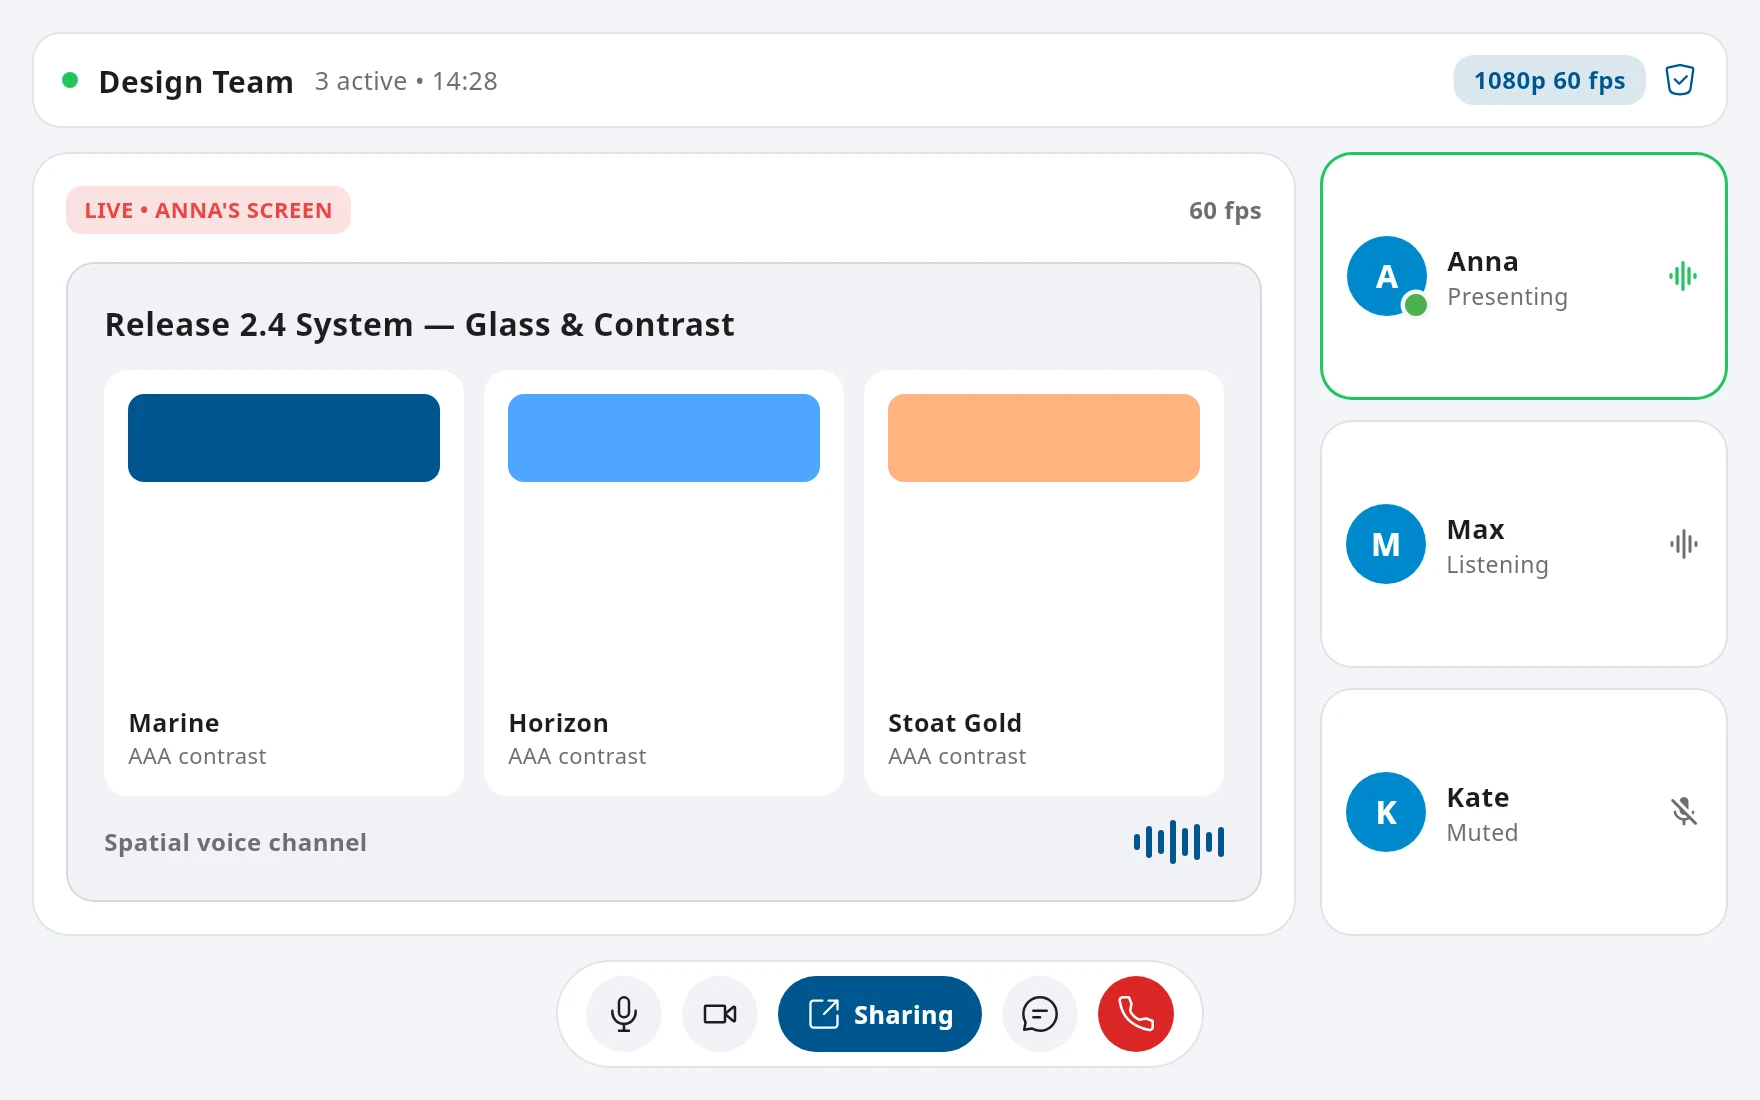 Design Team 3 active • 14:28
1080p 60 fps
LIVE • ANNA'S SCREEN
60 fps
Release 2.4 System — Glass & Contrast
Marine
AAA contrast
Horizon
AAA contrast
Stoat Gold
AAA contrast
Spatial voice channel
A
Anna
Presenting
M
Max
Listening
K
Kate
Muted
Sharing